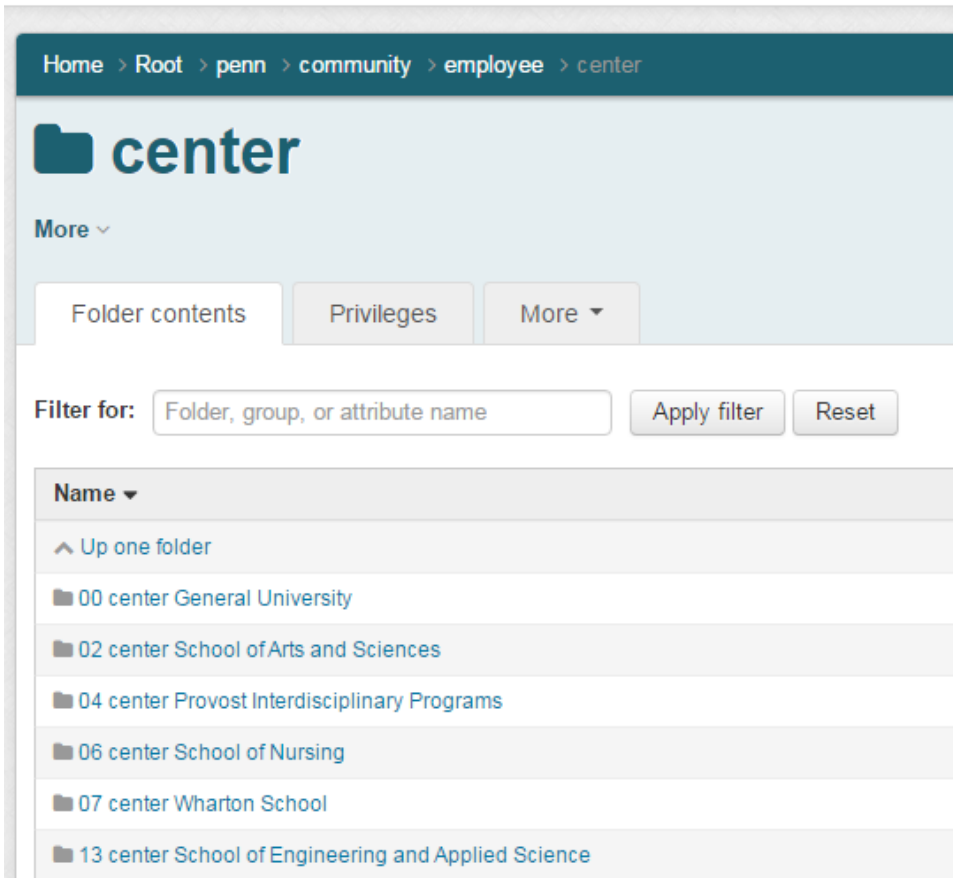 Home > Root > penn > community > employee > center
center
More
Folder contents Privileges More
Filter for: Folder, group, or attribute name Apply filter Reset
Name
Up one folder
00 center General University
02 center School of Arts and Sciences
04 center Provost Interdisciplinary Programs
06 center School of Nursing
07 center Wharton School
13 center School of Engineering and Applied Science